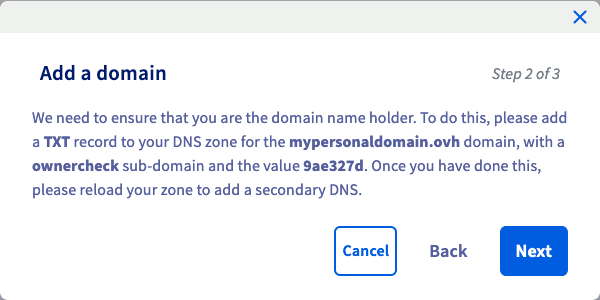 Add a domain
Step 2 of 3
We need to ensure that you are the domain name holder. To do this, please add
a TXT record to your DNS zone for the mypersonaldomain.ovh domain, with a
ownercheck sub-domain and the value 9ae327d. Once you have done this,
please reload your zone to add a secondary DNS.
Cancel
Back
Next